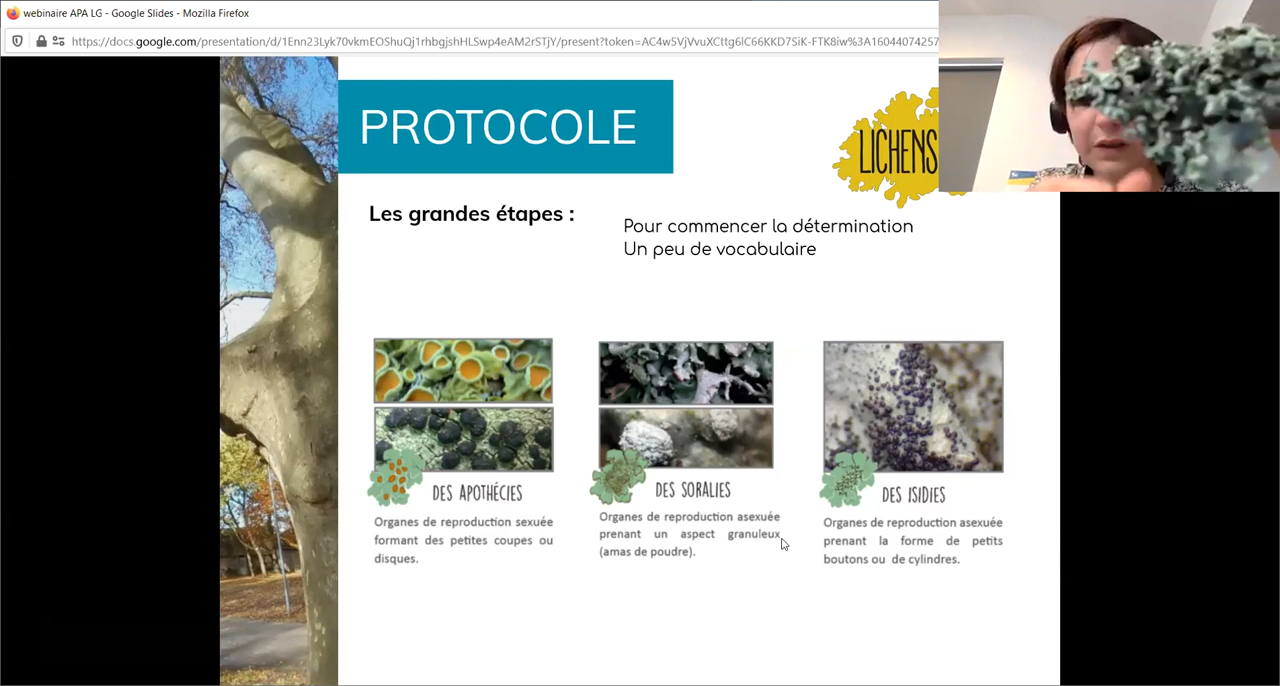 webinaire APA LG - Google Slides - Mozilla Firefox
https://docs.google.com/presentation/d/1Enn23Lyk70vkmEOShuQj1rhbgjshHLSwp4eAM2rSTjY/present?token=AC4w5VjVvuXCttg6lC66KKD7SiK-FTK8iw%3A16044074257
PROTOCOLE
LICHENS
Les grandes étapes :
Pour commencer la détermination
Un peu de vocabulaire
DES APOTHÉCIES
Organes de reproduction sexuée
formant des petites coupes ou
disques.
DES SORALIES
Organes de reproduction asexuée
prenant un aspect granuleux
(amas de poudre).
DES ISIDIES
Organes de reproduction asexuée
prenant la forme de petits
boutons ou de cylindres.